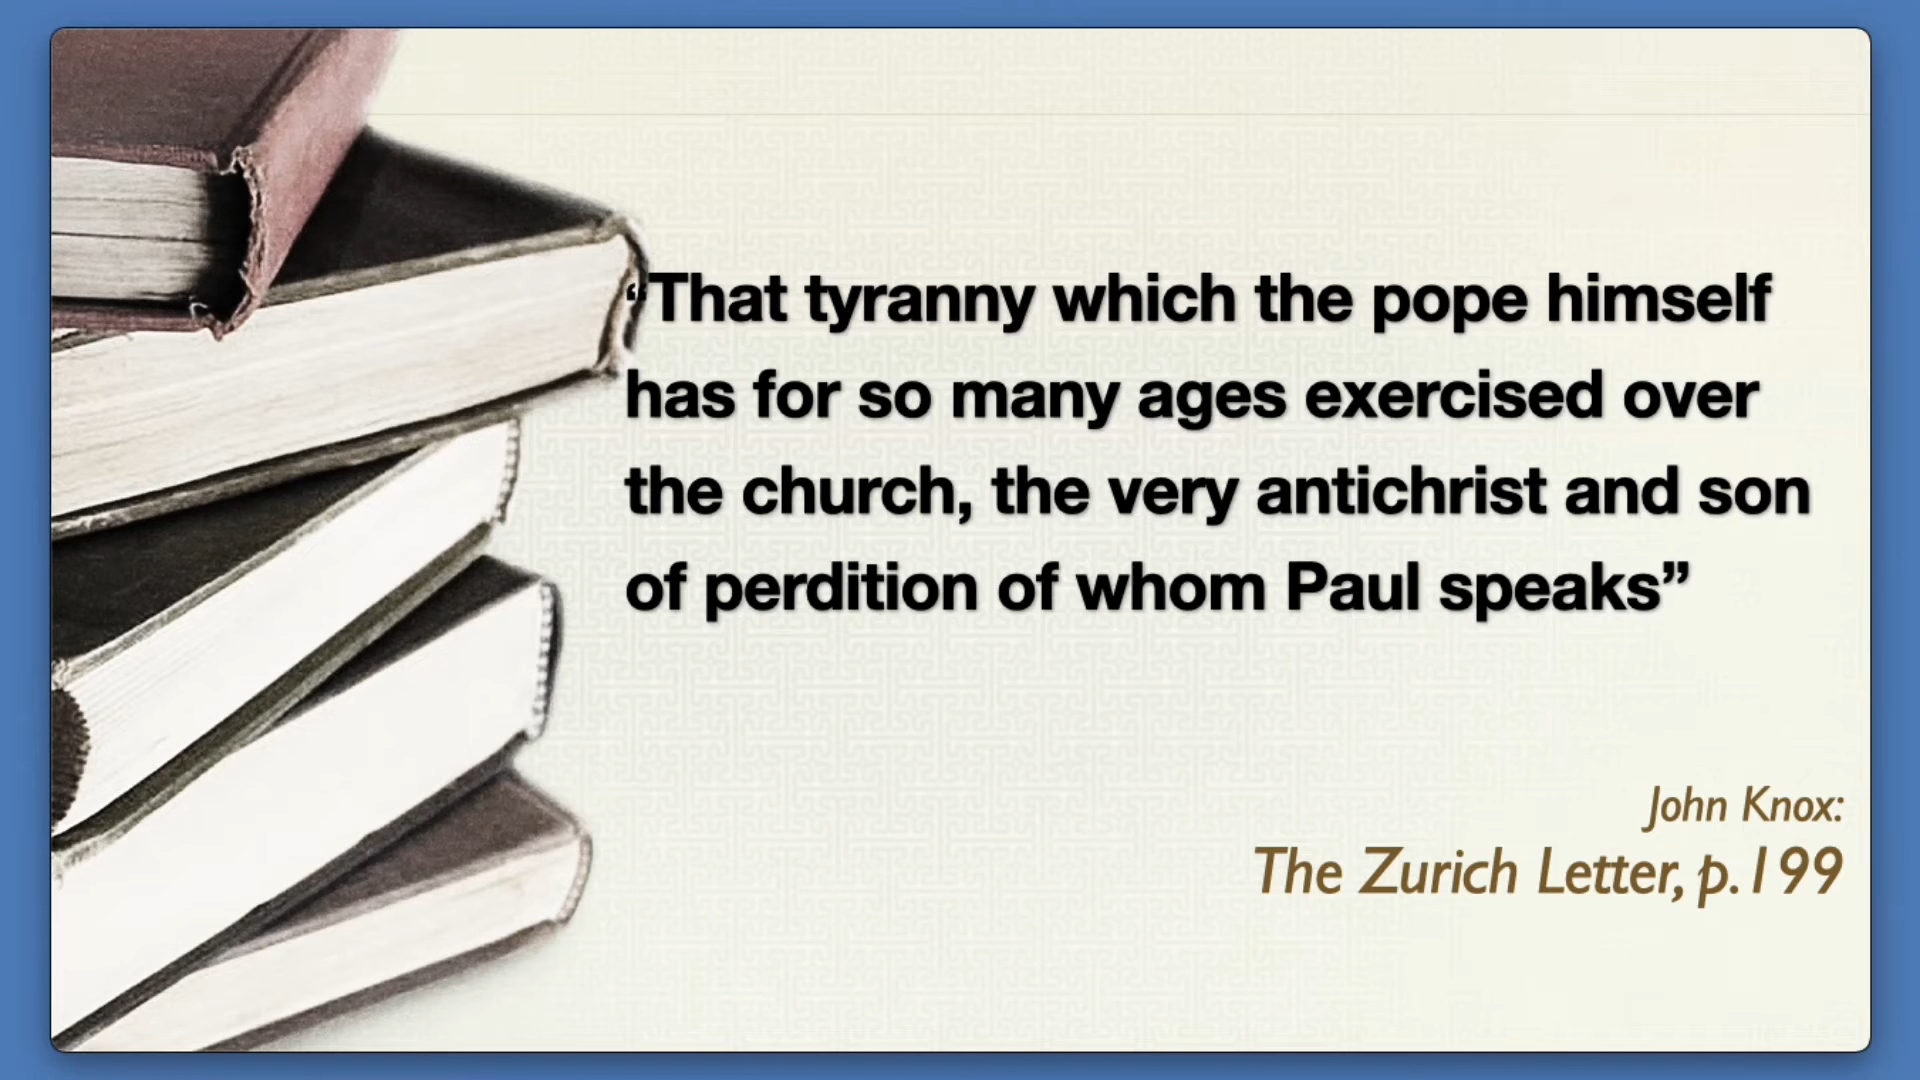 “That tyranny which the pope himself
has for so many ages exercised over
the church, the very antichrist and son
of perdition of whom Paul speaks”
John Knox:
The Zurich Letter, p.199